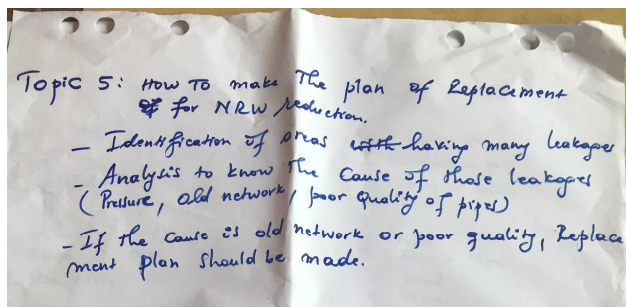 Topic 5: How To make The plan of Replacement
for NRW reduction.
- Identification of areas having many leakages
- Analysis to know The cause of those leakages
(Pressure, old network, poor quality of pipes)
- If the cause is old network or poor quality, Replace
ment plan should be made.